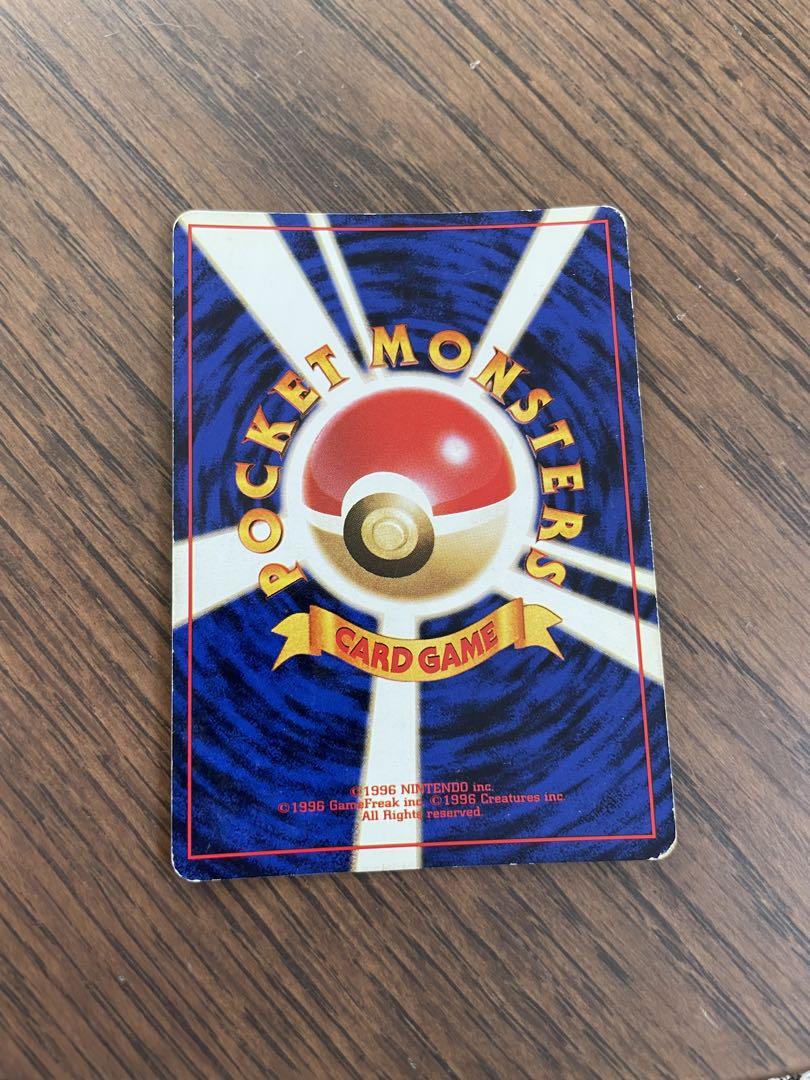 POCKET MONSTERS
CARD GAME
©1996 NINTENDO inc.
©1996 GameFreak inc. ©1996 Creatures inc.
All Rights reserved.